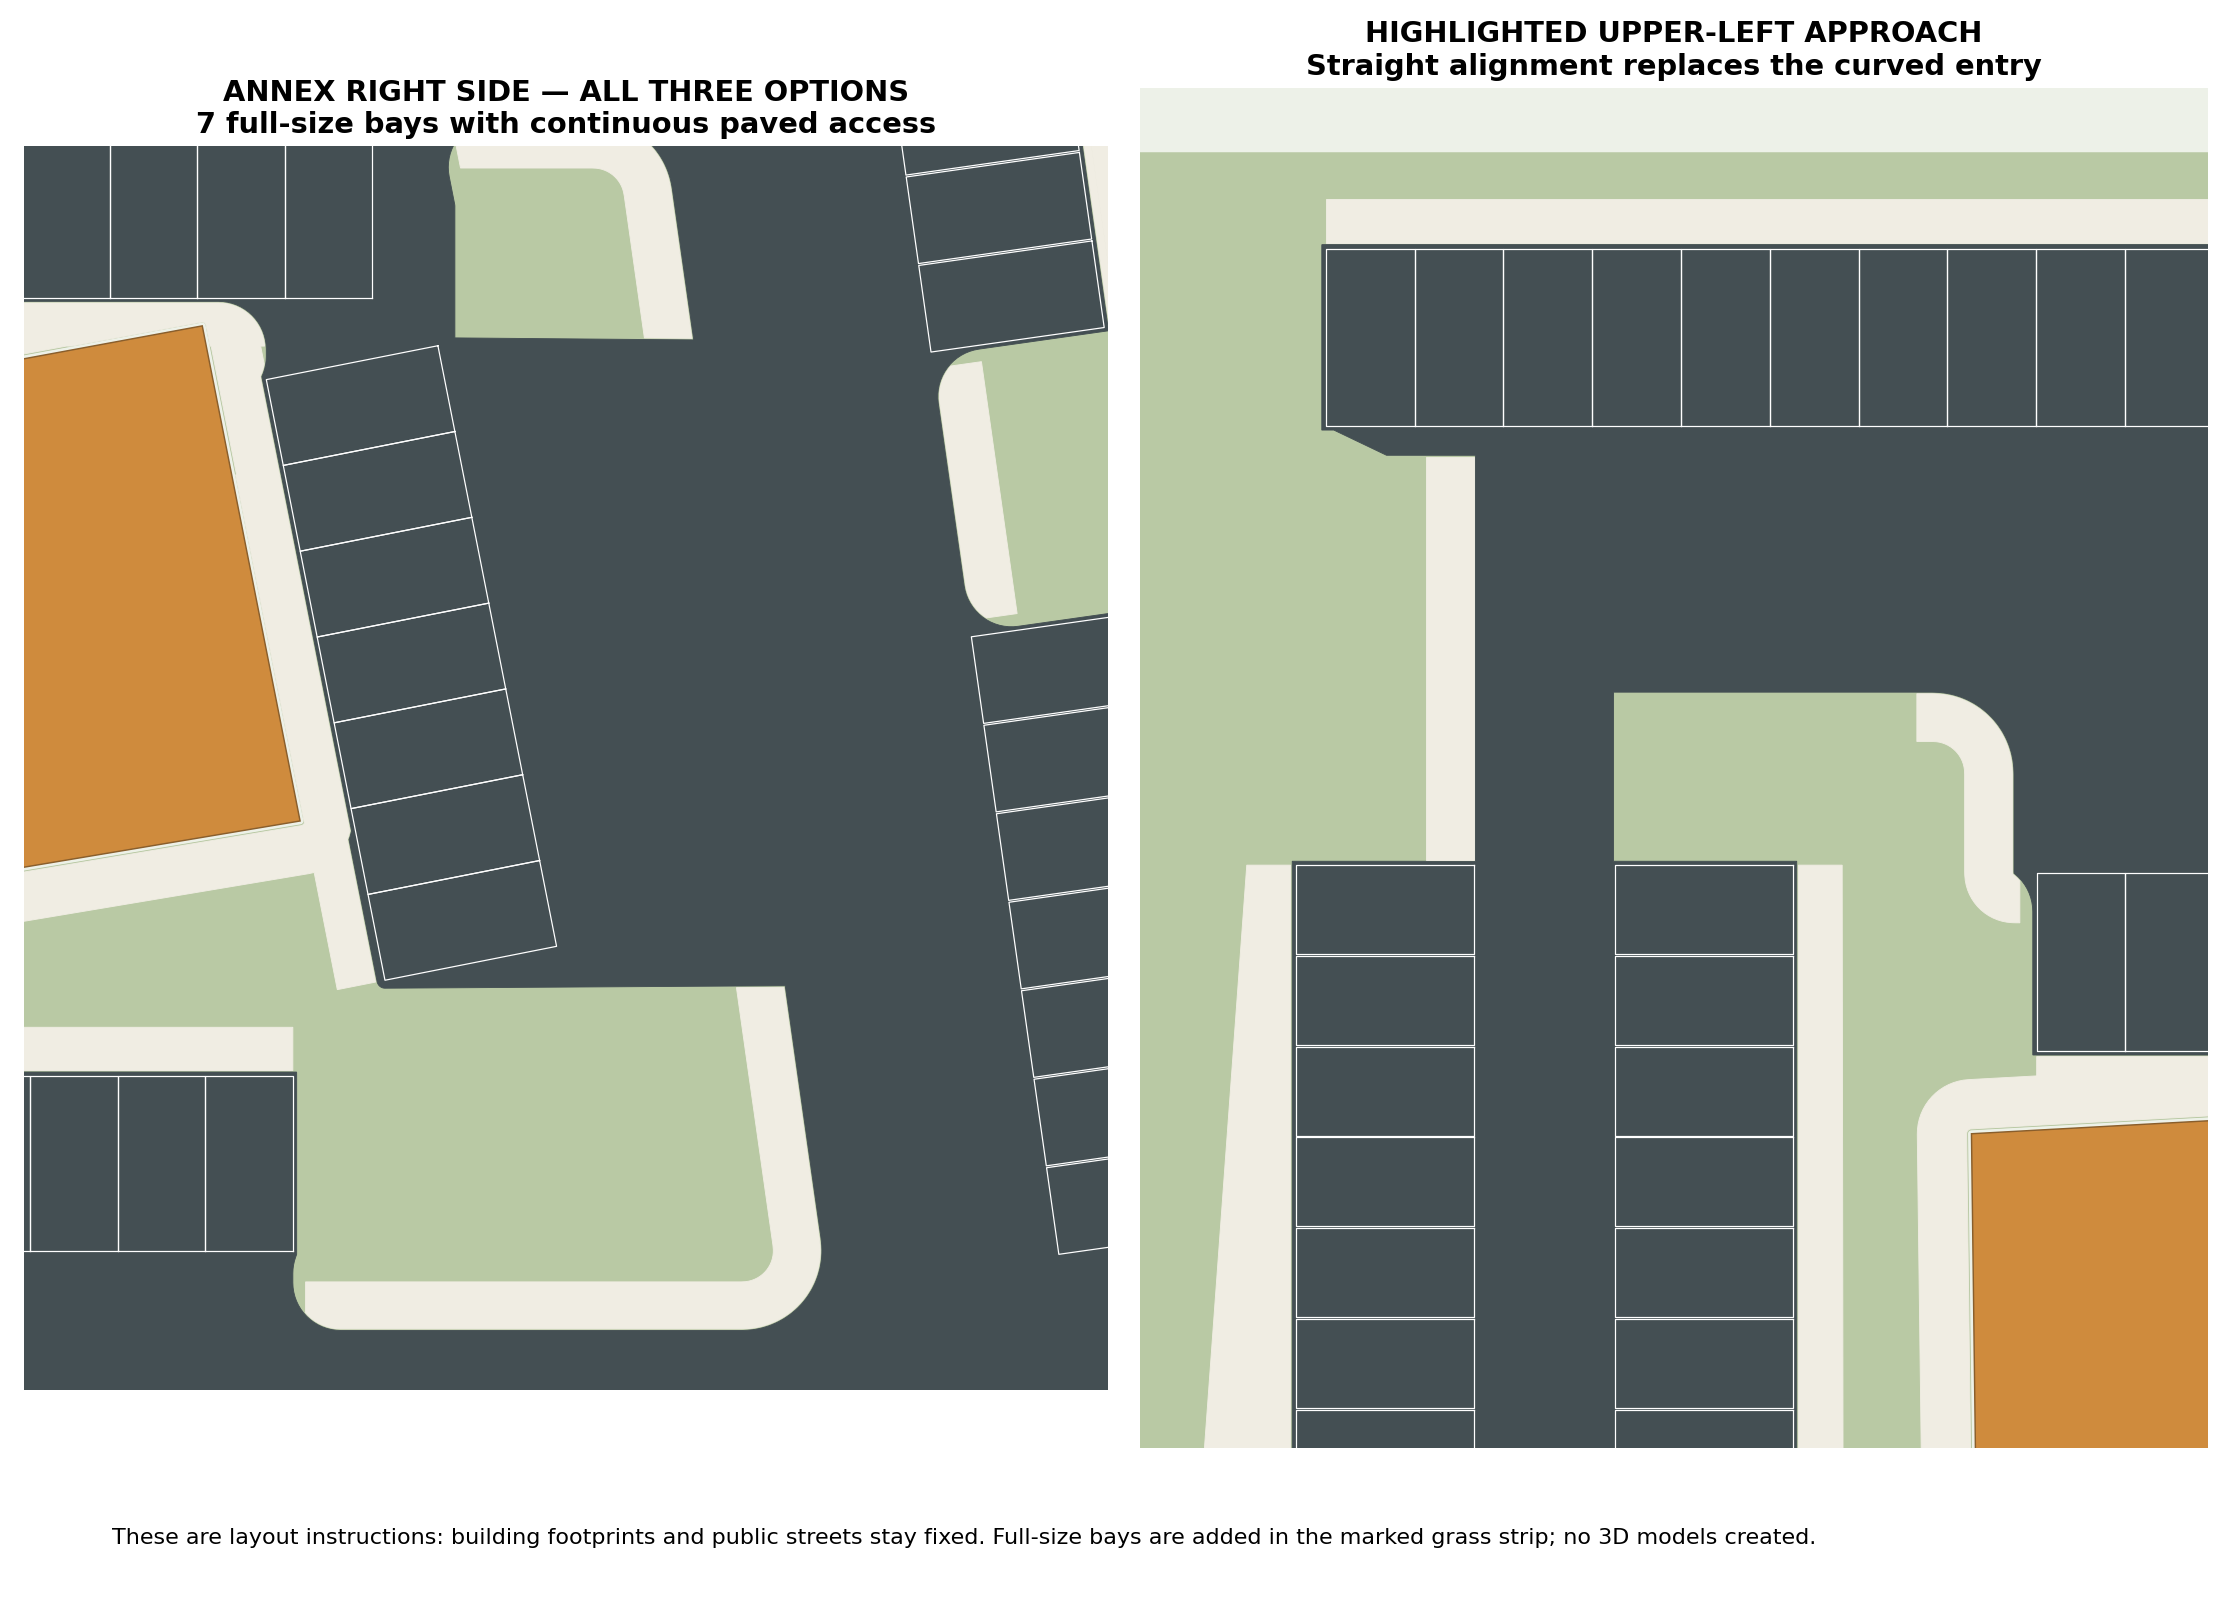 ANNEX RIGHT SIDE — ALL THREE OPTIONS
7 full-size bays with continuous paved access
HIGHLIGHTED UPPER-LEFT APPROACH
Straight alignment replaces the curved entry
These are layout instructions: building footprints and public streets stay fixed. Full-size bays are added in the marked grass strip; no 3D models created.